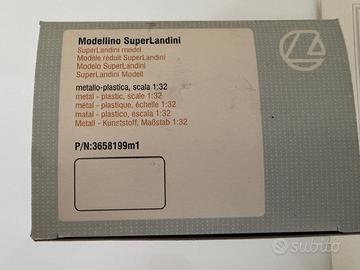 Modellino SuperLandini
SuperLandini model
Modèle réduit SuperLandini
Modelo SuperLandini
SuperLandini Modell
metallo-plastica, scala 1:32
metal - plastic, scale 1:32
métal - plastique, échelle 1:32
matal - plastico, escala 1:32
Metall - Kunststoff, Maßstab 1:32
P/N:3658199m1
subito